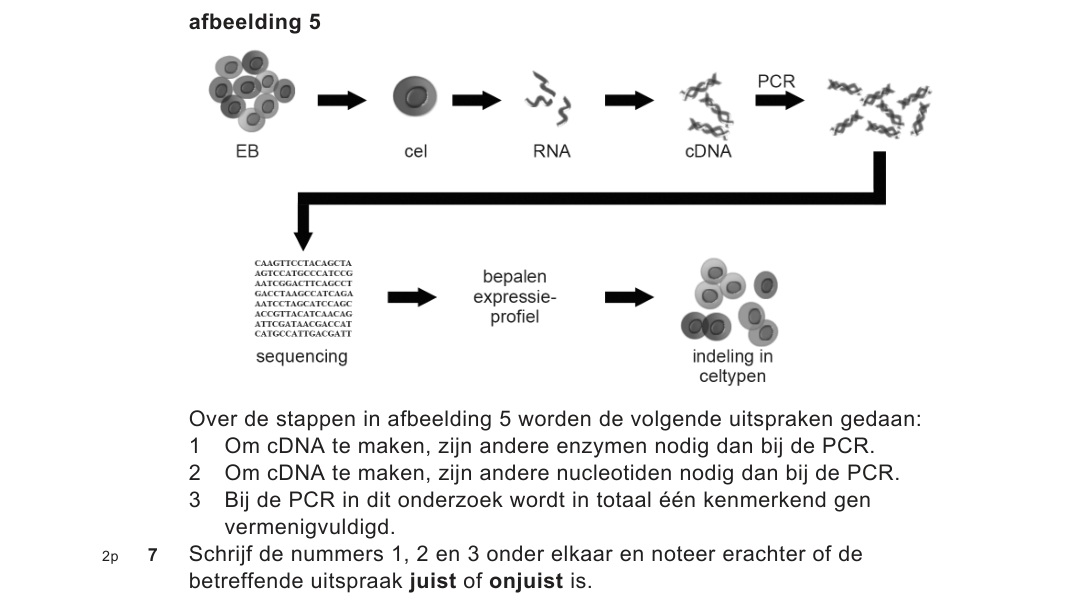 afbeelding 5
PCR
EB
cel
RNA
cDNA
CAAGTTCCTACAGCTA
AGTCCATGCCCATCCG
AATCGGACTTCAGCCT
GACCTAAGCCATCAGA
AATCCTAGCATCCAGC
ACCGTTACATCAACAG
ATTCGATAACGACCAT
CATGCCATTGACGATT
sequencing
bepalen
expressie-
profiel
indeling in
celtypen
Over de stappen in afbeelding 5 worden de volgende uitspraken gedaan:
1 Om cDNA te maken, zijn andere enzymen nodig dan bij de PCR.
2 Om cDNA te maken, zijn andere nucleotiden nodig dan bij de PCR.
3 Bij de PCR in dit onderzoek wordt in totaal één kenmerkend gen
vermenigvuldigd.
2p 7 Schrijf de nummers 1, 2 en 3 onder elkaar en noteer erachter of de
betreffende uitspraak juist of onjuist is.